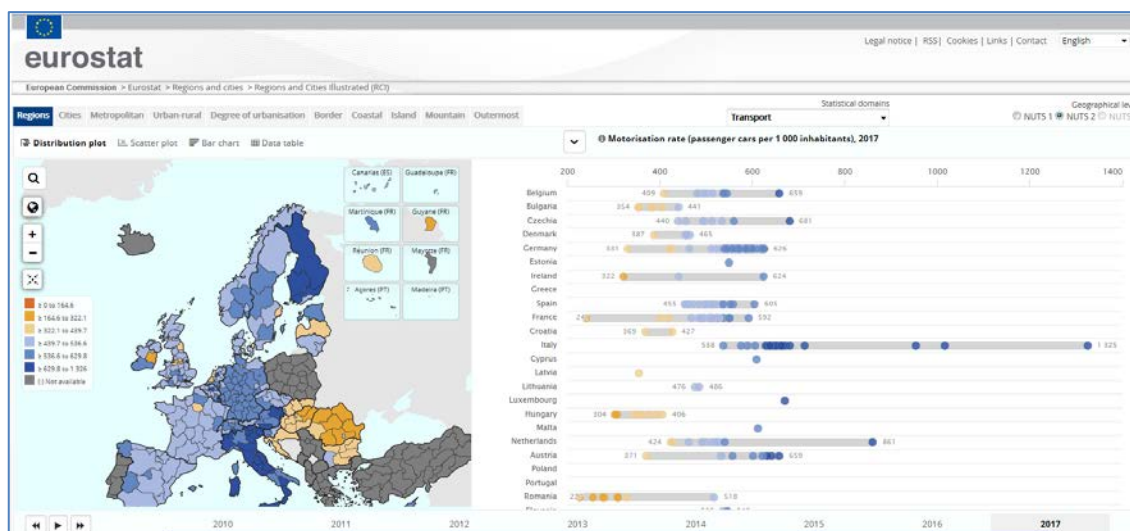 Legal notice | RSS| Cookies | Links | Contact English
eurostat
European Commission > Eurostat > Regions and cities > Regions and Cities Illustrated (RCI)
Regions Cities Metropolitan Urban-rural Degree of urbanisation Border Coastal Island Mountain Outermost
Statistical domains
Transport
Geographical lev
NUTS 1 NUTS 2 NUTS
Distribution plot Scatter plot Bar chart Data table
Motorisation rate (passenger cars per 1 000 inhabitants), 2017
Canarias (ES) Guadeloupe (FR)
Martinique (FR) Guyane (FR)
Réunion (FR) Mayotte (FR)
Açores (PT) Madeira (PT)
≥ 0 to 164.6
≥ 164.6 to 322.1
≥ 322.1 to 439.7
≥ 439.7 to 536.6
≥ 536.6 to 629.8
≥ 629.8 to 1 326
(:) Not available
200 400 600 800 1000 1200 1400
Belgium 409 659
Bulgaria 354 441
Czechia 440 681
Denmark 387 465
Germany 626
Estonia
Ireland 322 624
Greece
Spain 455 605
France 592
Croatia 369 427
Italy 538 1 325
Cyprus
Latvia
Lithuania 476 486
Luxembourg
Hungary 304 406
Malta
Netherlands 424 861
Austria 371 659
Poland
Portugal
Romania 518
2010 2011 2012 2013 2014 2015 2016 2017